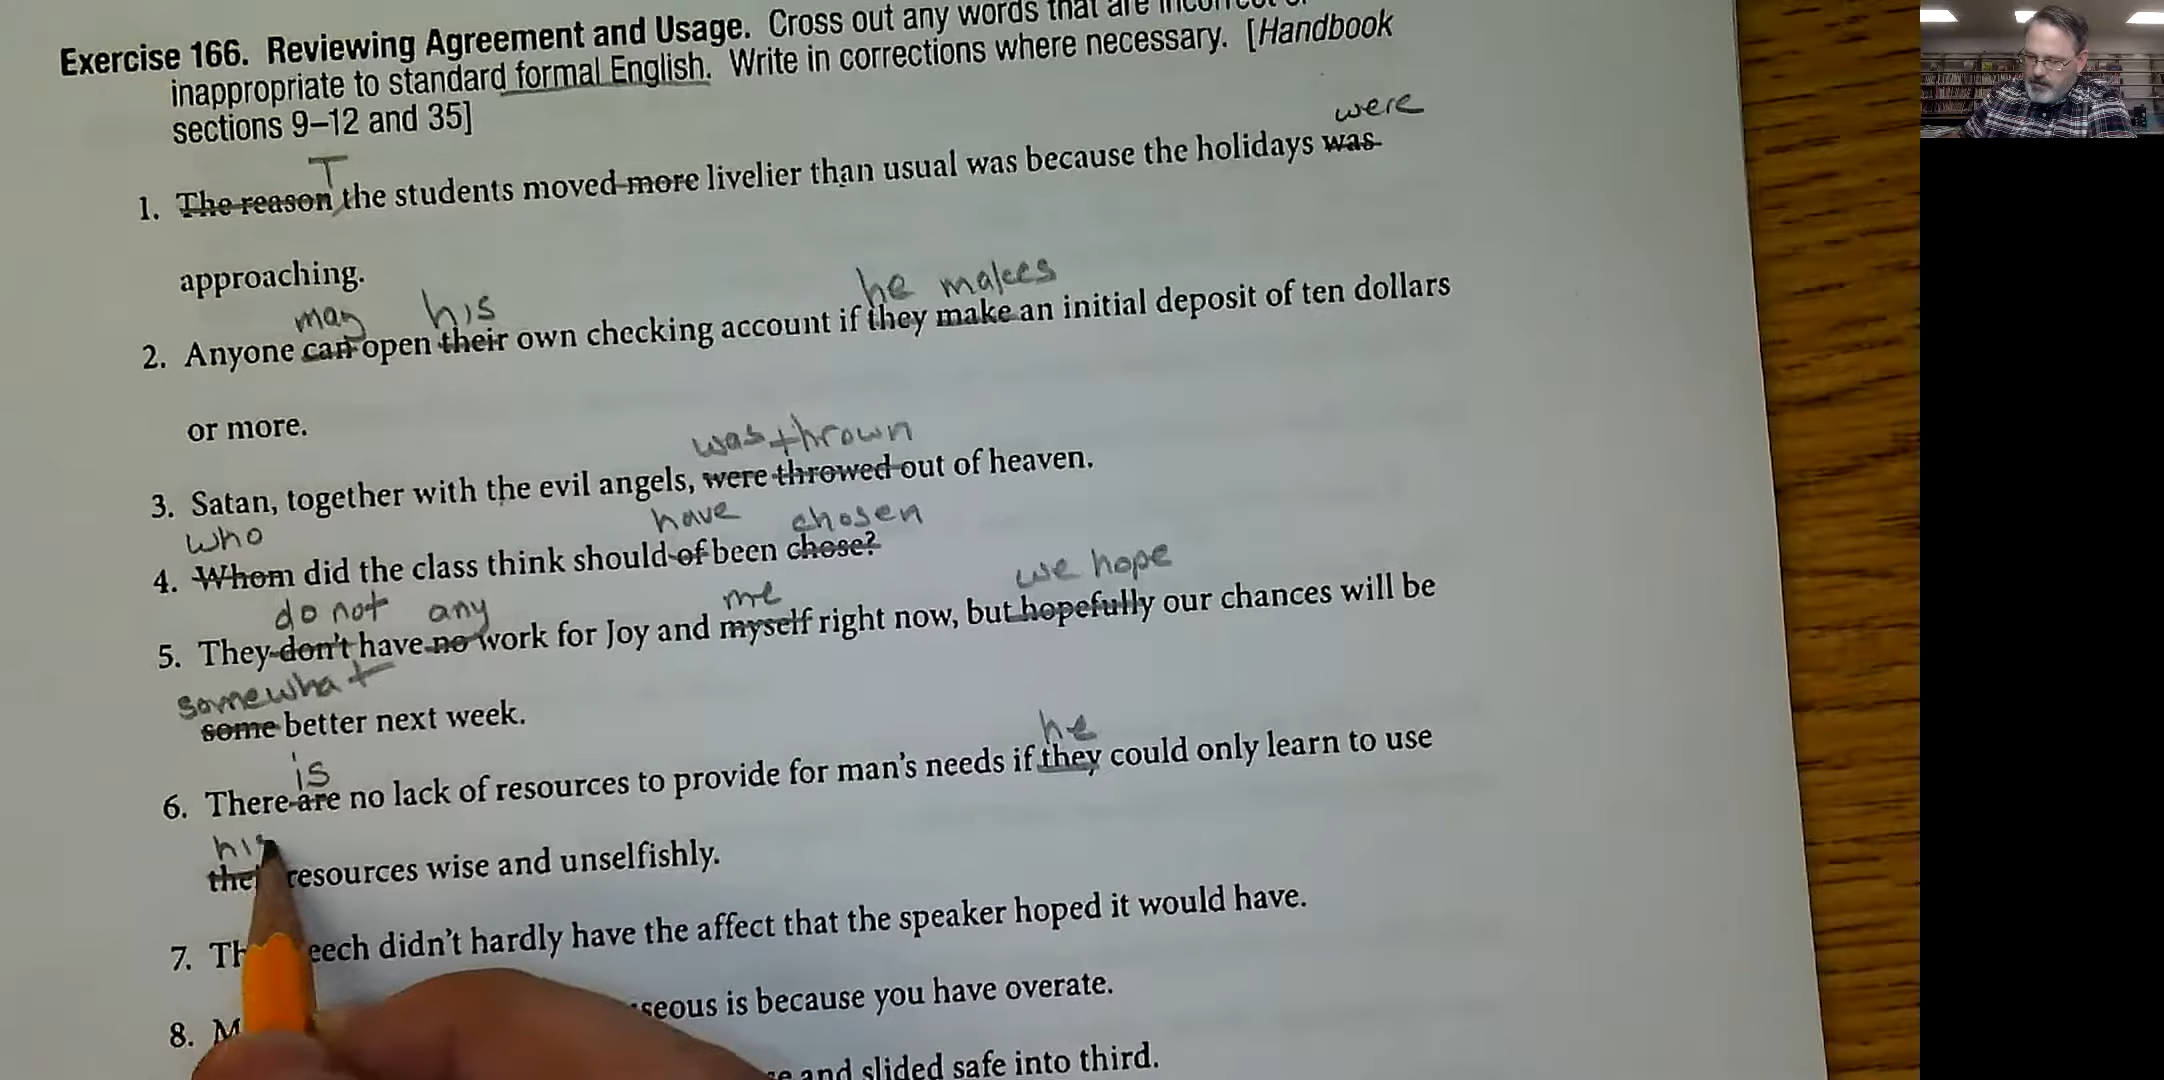 Exercise 166. Reviewing Agreement and Usage. Cross out any words that are incorrect or
inappropriate to standard formal English. Write in corrections where necessary. [Handbook
sections 9–12 and 35]
were
T
1. The reason the students moved more livelier than usual was because the holidays was
approaching.
may his he makes
2. Anyone can open their own checking account if they make an initial deposit of ten dollars
or more.
was thrown
3. Satan, together with the evil angels, were throwed out of heaven.
who have chosen
4. Whom did the class think should of been chose?
do not any me we hope
5. They don't have no work for Joy and myself right now, but hopefully our chances will be
somewhat
some better next week.
is he
6. There are no lack of resources to provide for man's needs if they could only learn to use
his
resources wise and unselfishly.
7. eech didn't hardly have the affect that the speaker hoped it would have.
8. M seous is because you have overate.
and slided safe into third.